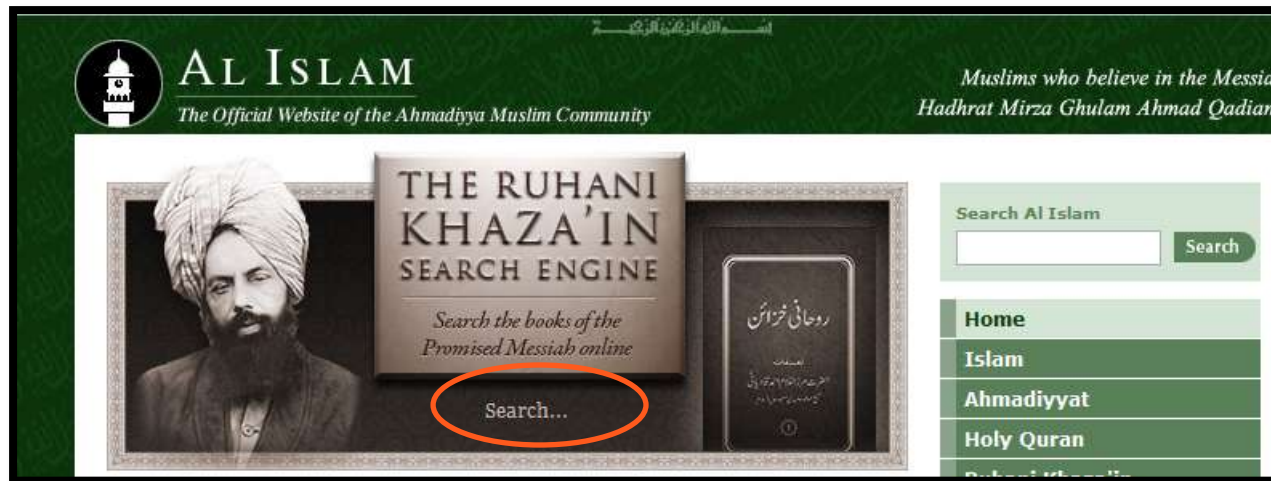 AL ISLAM
The Official Website of the Ahmadiyya Muslim Community
Muslims who believe in the Messia
Hadhrat Mirza Ghulam Ahmad Qadian
THE RUHANI
KHAZA'IN
SEARCH ENGINE
Search the books of the
Promised Messiah online
Search...
روحانی خزائن
Search Al Islam
Search
Home
Islam
Ahmadiyyat
Holy Quran